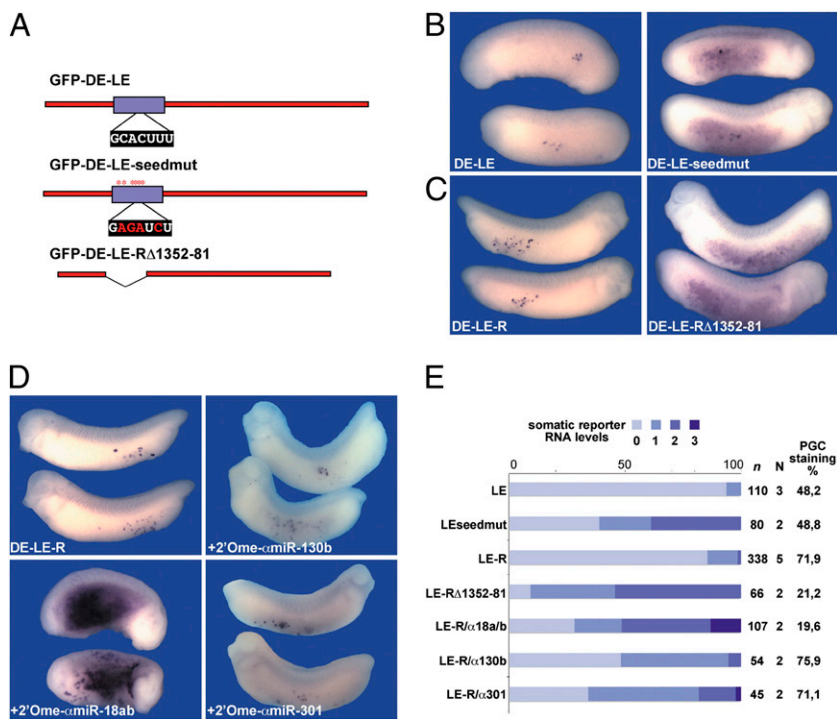 A
GFP-DE-LE
GCACUUU
GFP-DE-LE-seedmut
GAGAUCU
GFP-DE-LE-RΔ1352-81
B
DE-LE
DE-LE-seedmut
C
DE-LE-R
DE-LE-RΔ1352-81
D
DE-LE-R
+2'Ome-αmiR-130b
+2'Ome-αmiR-18ab
+2'Ome-αmiR-301
E
somatic reporter
RNA levels
0 1 2 3
PGC
staining
%
0 50 100 n N
LE 110 3 48,2
LEseedmut 80 2 48,8
LE-R 338 5 71,9
LE-RΔ1352-81 66 2 21,2
LE-R/α18a/b 107 2 19,6
LE-R/α130b 54 2 75,9
LE-R/α301 45 2 71,1